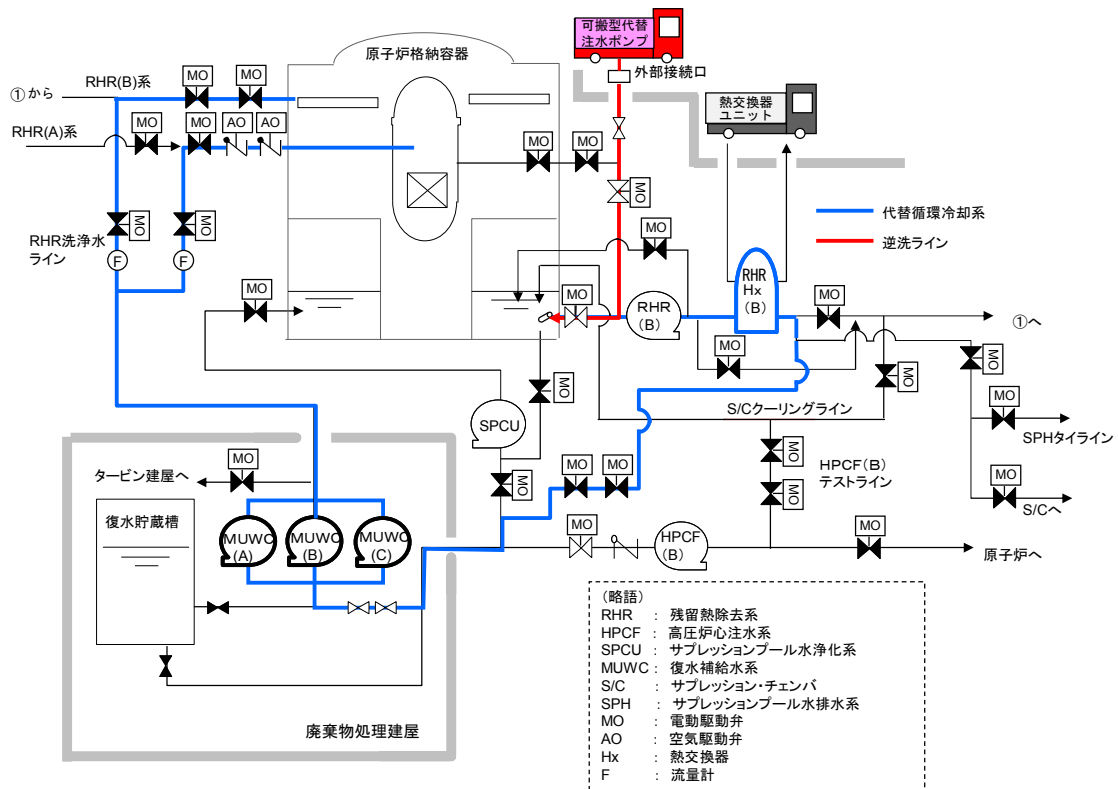 可搬型代替
注水ポンプ
原子炉格納容器
外部接続口
熱交換器
ユニット
MO
MO
RHR(B)系
①から
RHR(A)系
MO
MO
AO
AO
MO
MO
MO
代替循環冷却系
逆洗ライン
MO
MO
RHR洗浄水
ライン
F
F
MO
MO
MO
RHR
(B)
RHR
Hx
(B)
MO
①へ
MO
MO
MO
MO
S/Cクーリングライン
MO
SPHタイライン
SPCU
MO
HPCF(B)
テストライン
MO
MO
MO
MO
MO
S/Cへ
タービン建屋へ
MO
復水貯蔵槽
MUWC
(A)
MUWC
(B)
MUWC
(C)
MO
HPCF
(B)
MO
原子炉へ
廃棄物処理建屋
(略語)
RHR : 残留熱除去系
HPCF : 高圧炉心注水系
SPCU : サプレッションプール水浄化系
MUWC : 復水補給水系
S/C : サプレッション・チェンバ
SPH : サプレッションプール水排水系
MO : 電動駆動弁
AO : 空気駆動弁
Hx : 熱交換器
F : 流量計